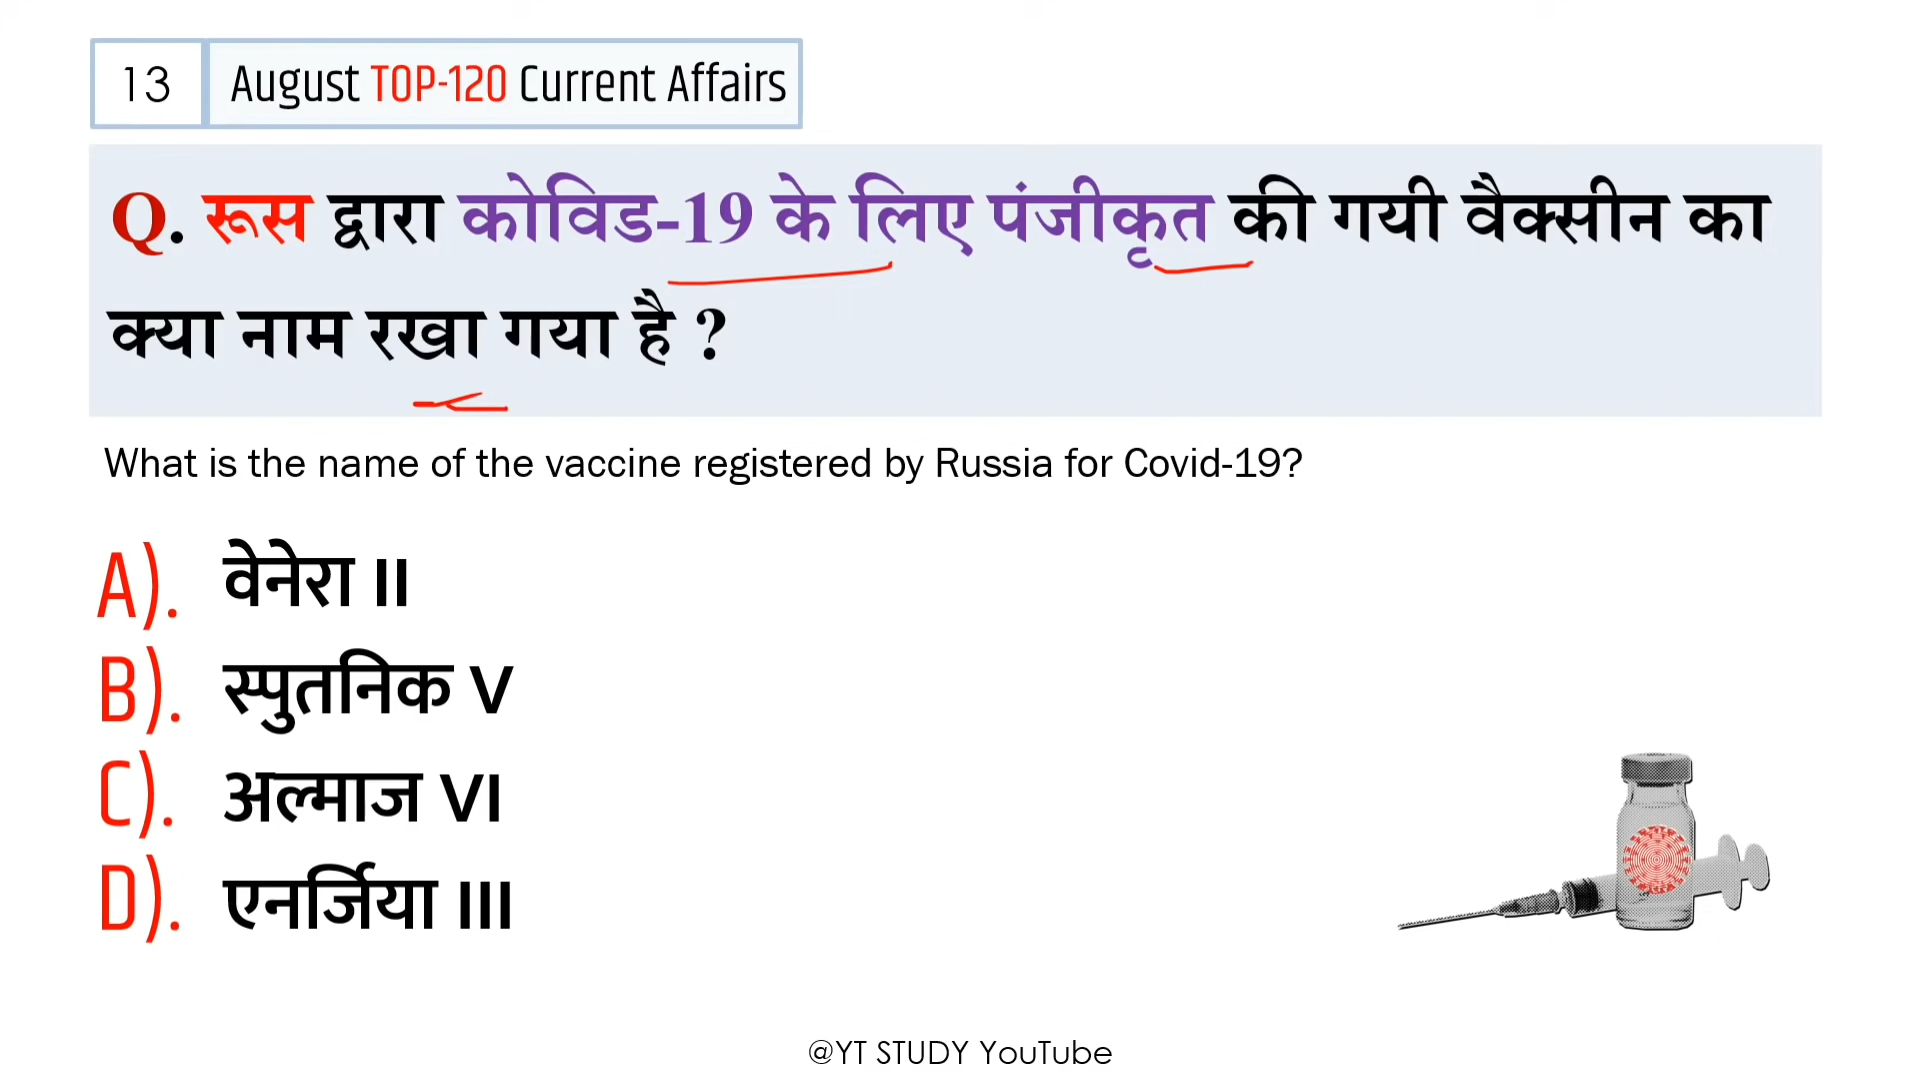 13 August TOP-120 Current Affairs
Q. रूस द्वारा कोविड-19 के लिए पंजीकृत की गयी वैक्सीन का
क्या नाम रखा गया है ?
What is the name of the vaccine registered by Russia for Covid-19?
A). वेनेरा II
B). स्पुतनिक V
C). अल्माज VI
D). एनर्जिया III
@YT STUDY YouTube